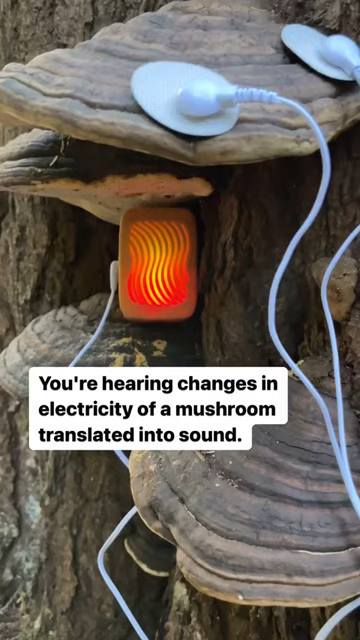 You're hearing changes in
electricity of a mushroom
translated into sound.